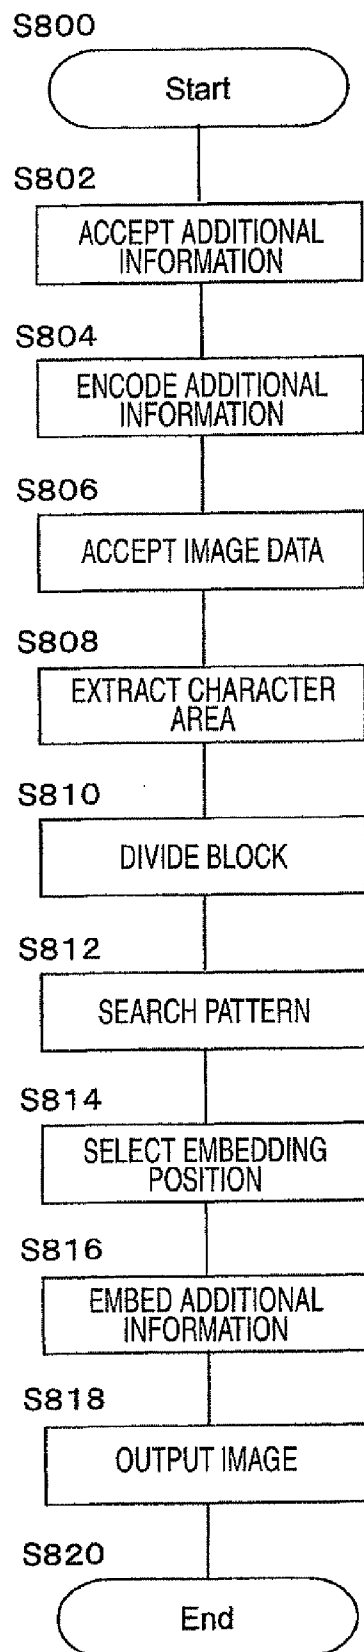 S800
Start
S802
ACCEPT ADDITIONAL
INFORMATION
S804
ENCODE ADDITIONAL
INFORMATION
S806
ACCEPT IMAGE DATA
S808
EXTRACT CHARACTER
AREA
S810
DIVIDE BLOCK
S812
SEARCH PATTERN
S814
SELECT EMBEDDING
POSITION
S816
EMBED ADDITIONAL
INFORMATION
S818
OUTPUT IMAGE
S820
End